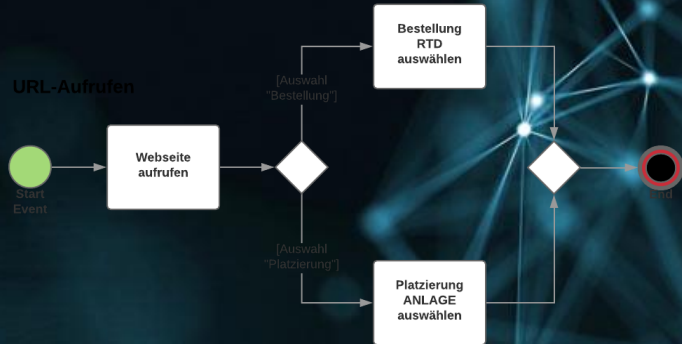 URL-Aufrufen
Start
Event
Webseite
aufrufen
[Auswahl
"Bestellung"]
Bestellung
RTD
auswählen
[Auswahl
"Platzierung"]
Platzierung
ANLAGE
auswählen
End